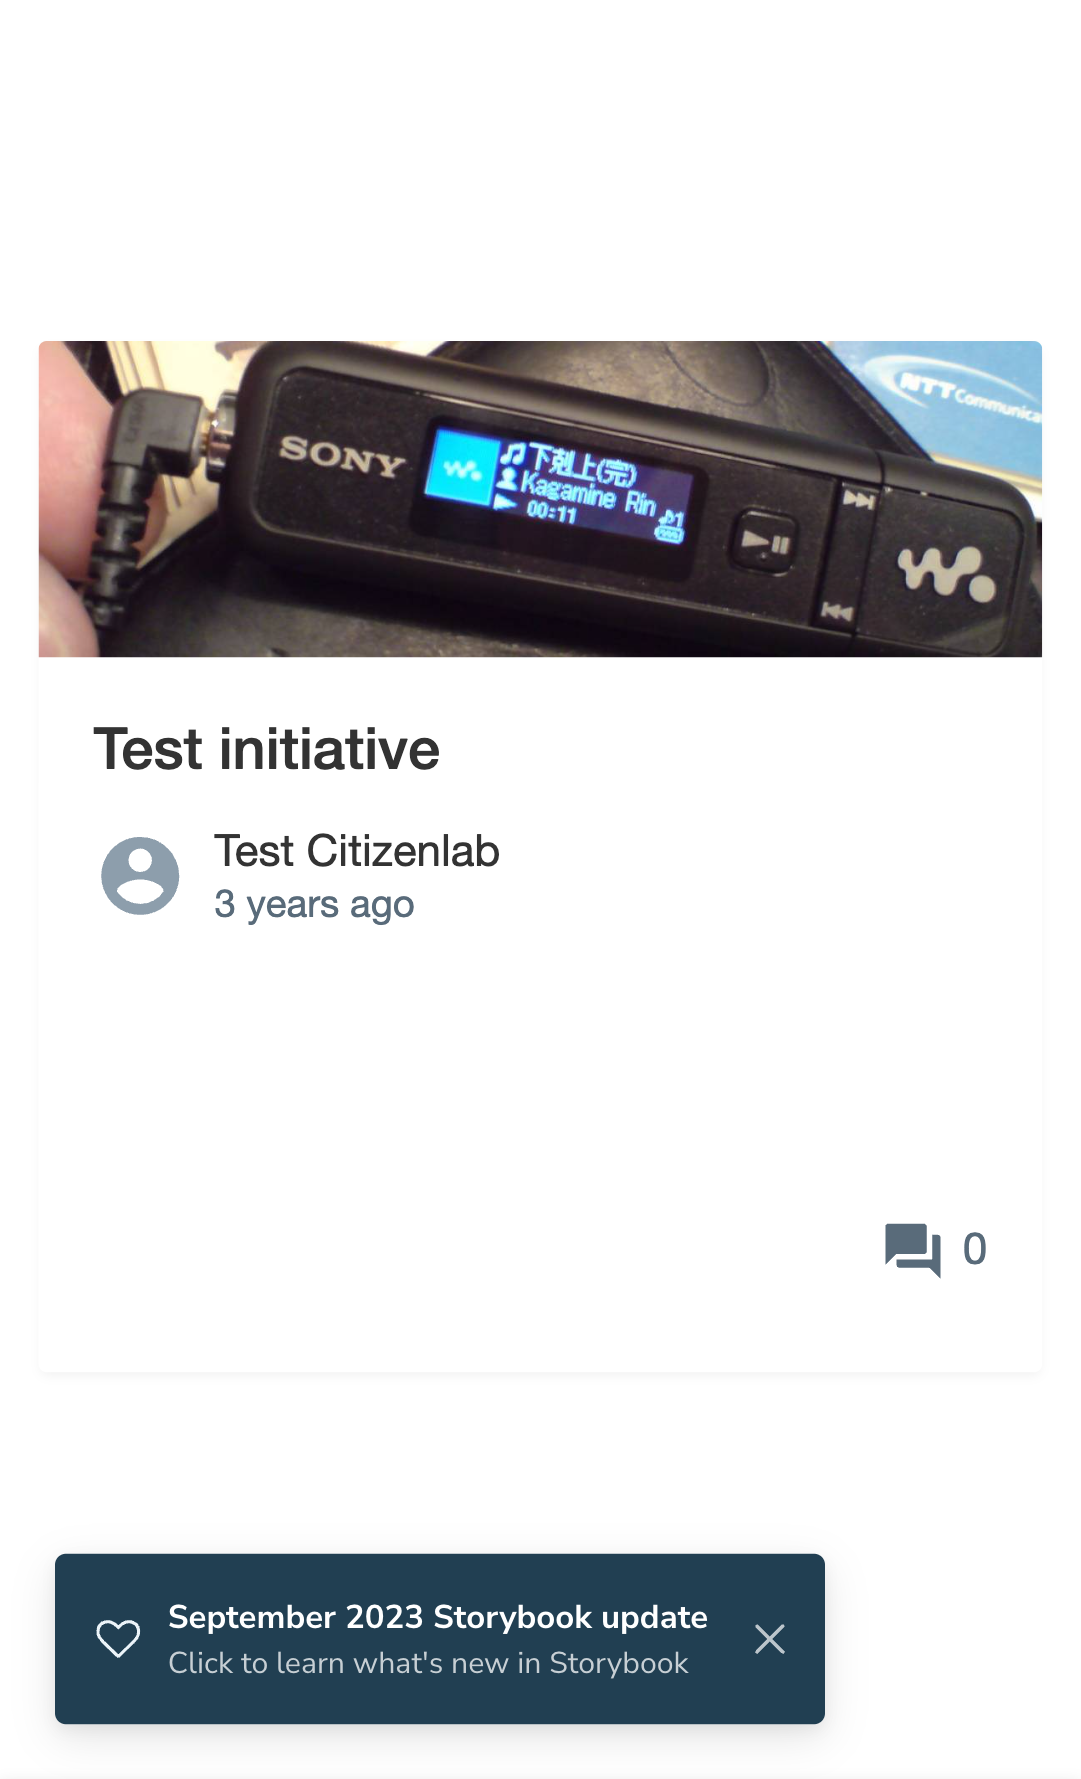 NTT Communica
SONY
下剋上(完)
Kagamine Rin
00:11
Test initiative
Test Citizenlab
3 years ago
0
September 2023 Storybook update
Click to learn what's new in Storybook